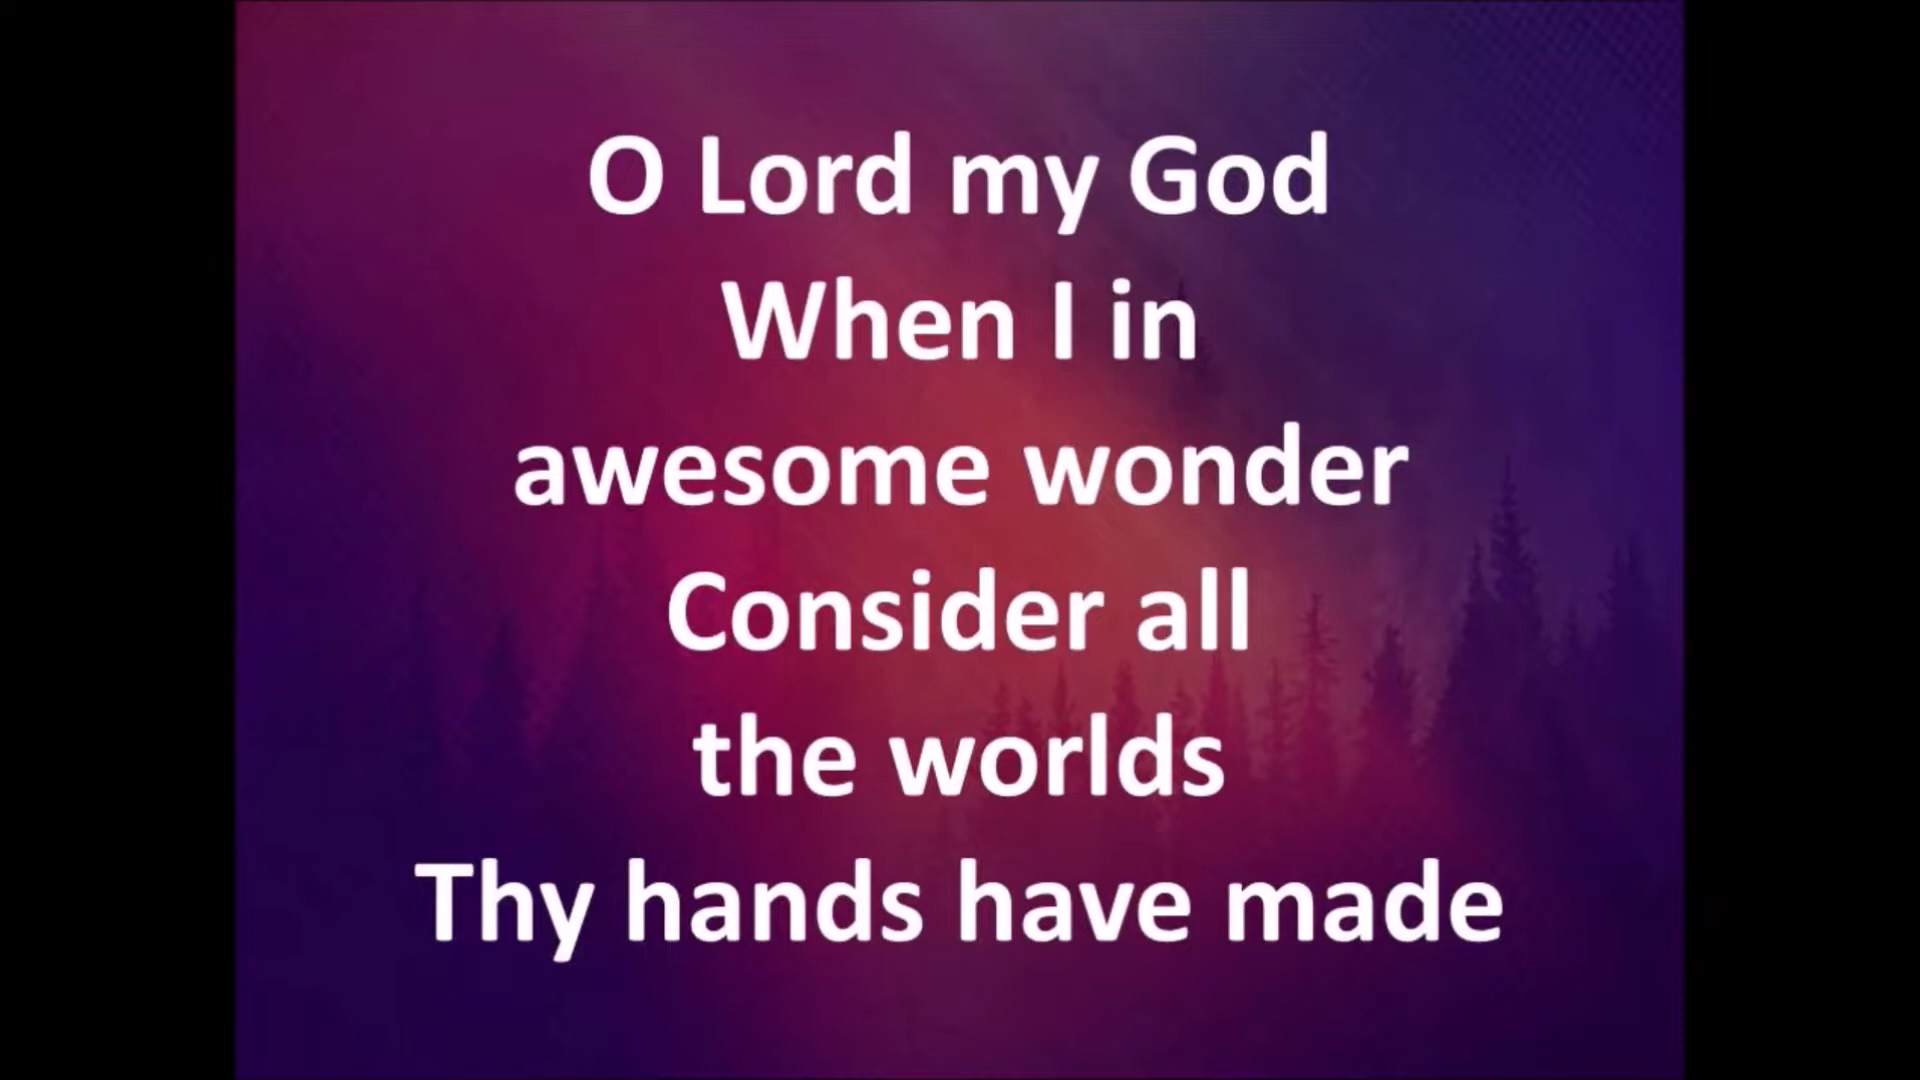 O Lord my God
When I in
awesome wonder
Consider all
the worlds
Thy hands have made